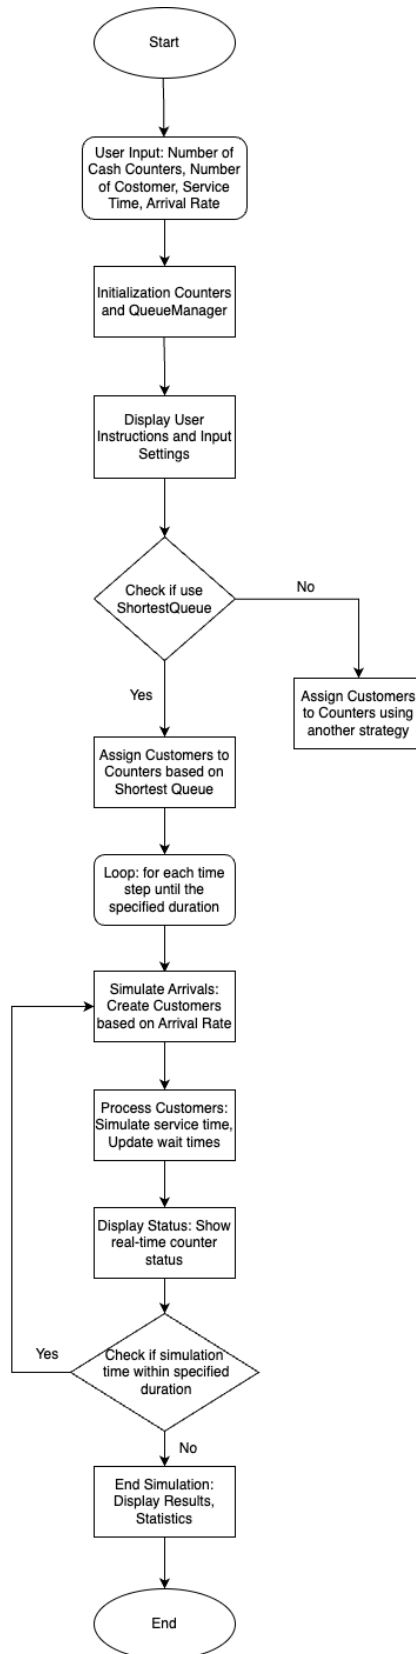 Start
User Input: Number of
Cash Counters, Number
of Costomer, Service
Time, Arrival Rate
Initialization Counters
and QueueManager
Display User
Instructions and Input
Settings
Check if use
ShortestQueue
No
Yes
Assign Customers
to Counters using
another strategy
Assign Customers to
Counters based on
Shortest Queue
Loop: for each time
step until the
specified duration
Simulate Arrivals:
Create Customers
based on Arrival Rate
Process Customers:
Simulate service time,
Update wait times
Display Status: Show
real-time counter
status
Yes
Check if simulation
time within specified
duration
No
End Simulation:
Display Results,
Statistics
End